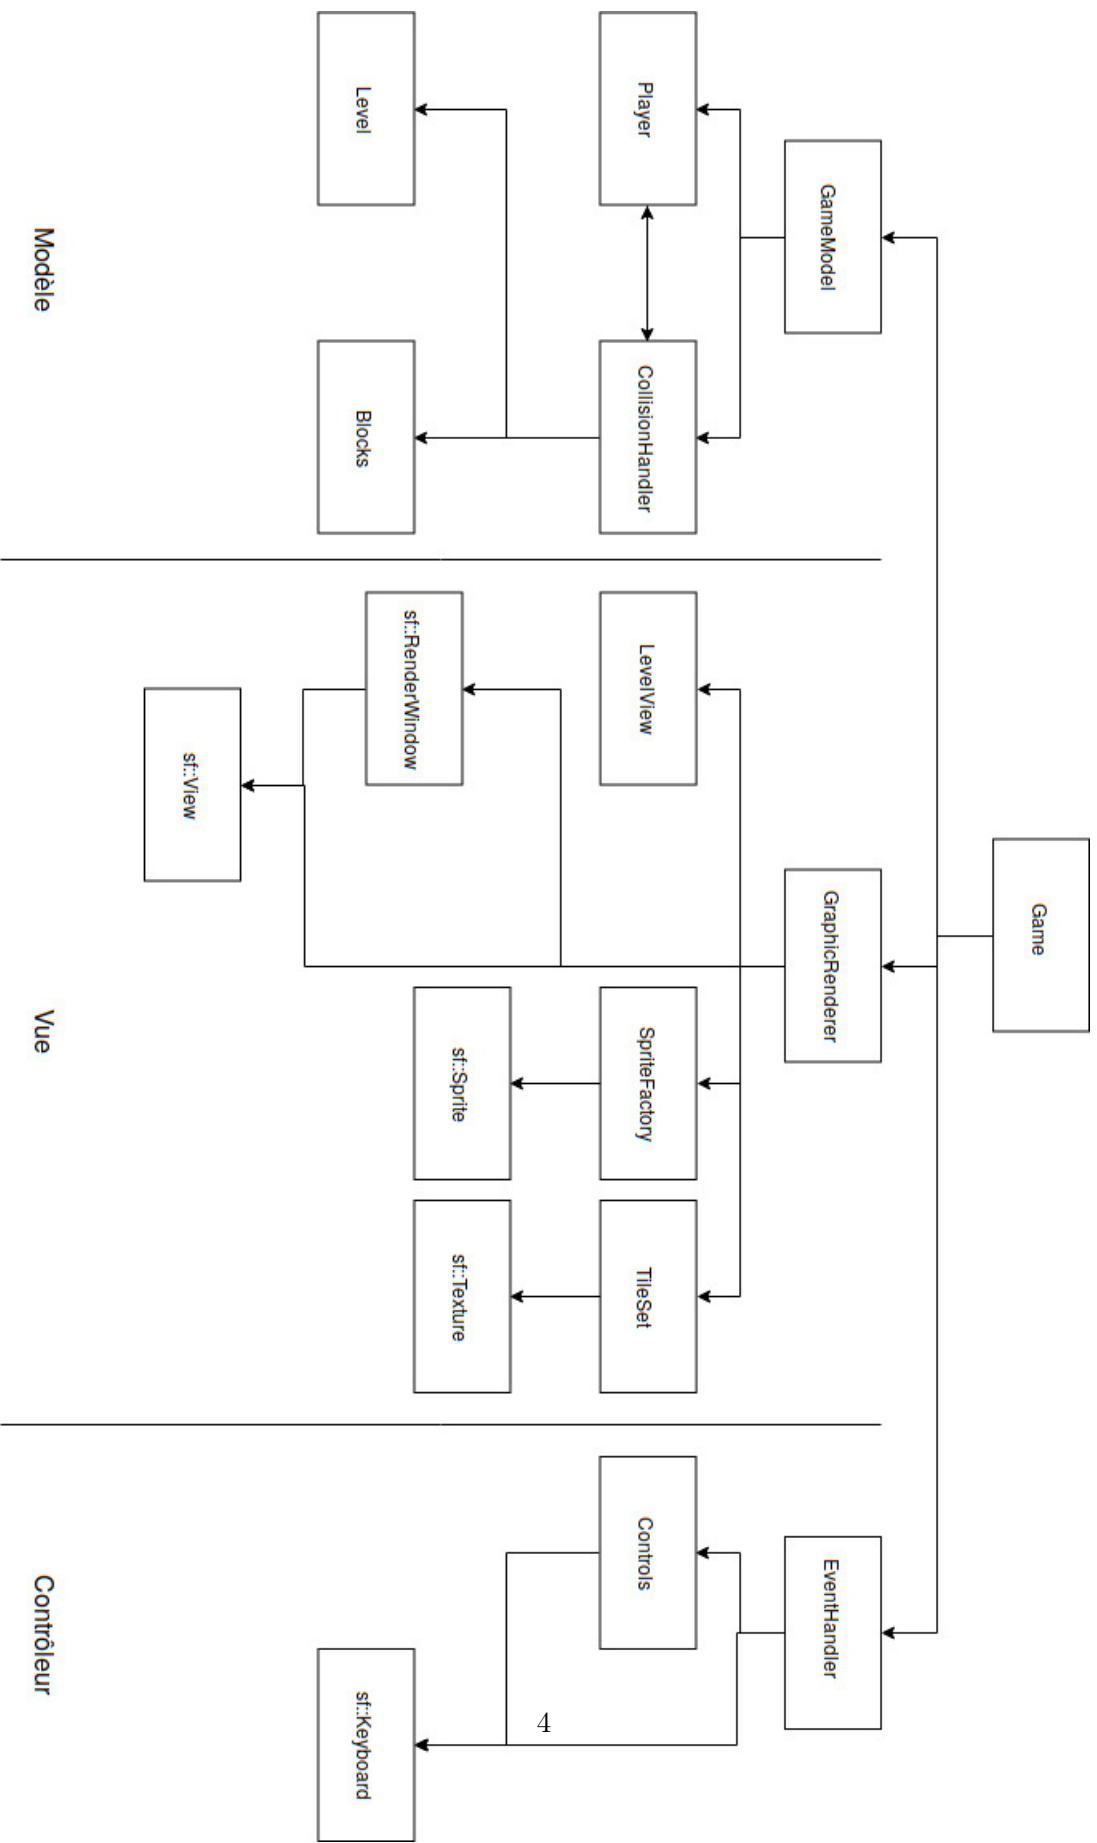 Game
GameModel
GraphicRenderer
EventHandler
Player
CollisionHandler
LevelView
SpriteFactory
TileSet
Controls
sf::RenderWindow
sf::Sprite
sf::Texture
Level
Blocks
sf::Keyboard
sf::View
Modèle
Vue
Contrôleur
4